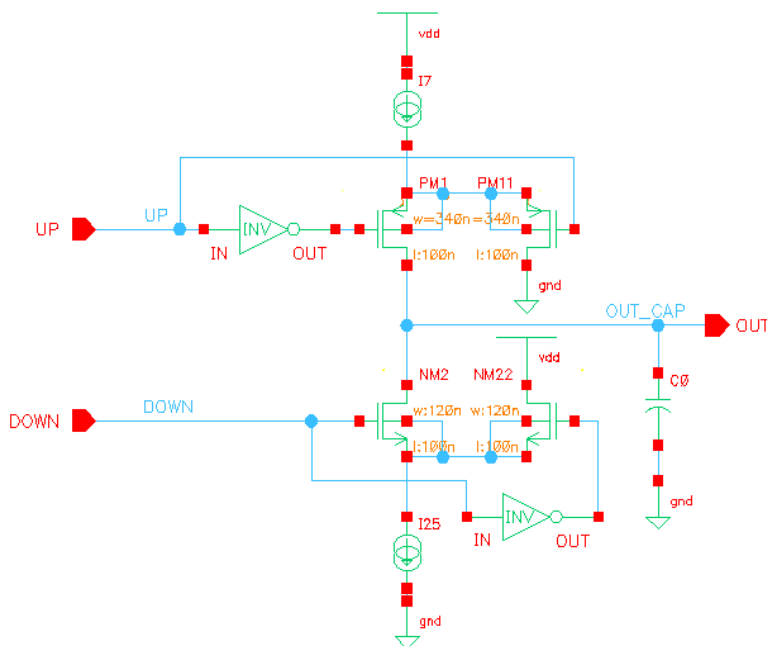 vdd
I7
PM1 PM11
w=340n=340n
UP UP INV
IN OUT l:100n l:100n
gnd
OUT_CAP OUT
vdd
NM2 NM22 C0
DOWN DOWN w:120n w:120n
l:100n l:100n
gnd
I25 INV
IN OUT
gnd